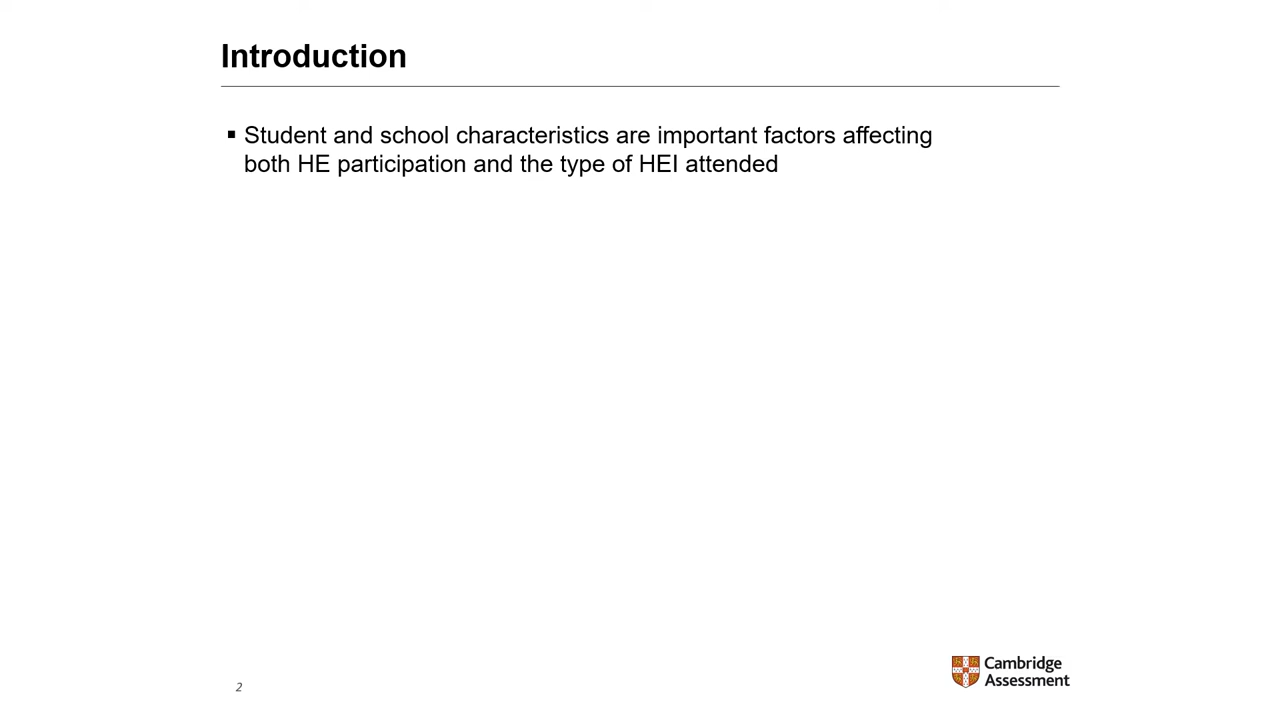 Introduction
▪ Student and school characteristics are important factors affecting
both HE participation and the type of HEI attended
2
Cambridge
Assessment